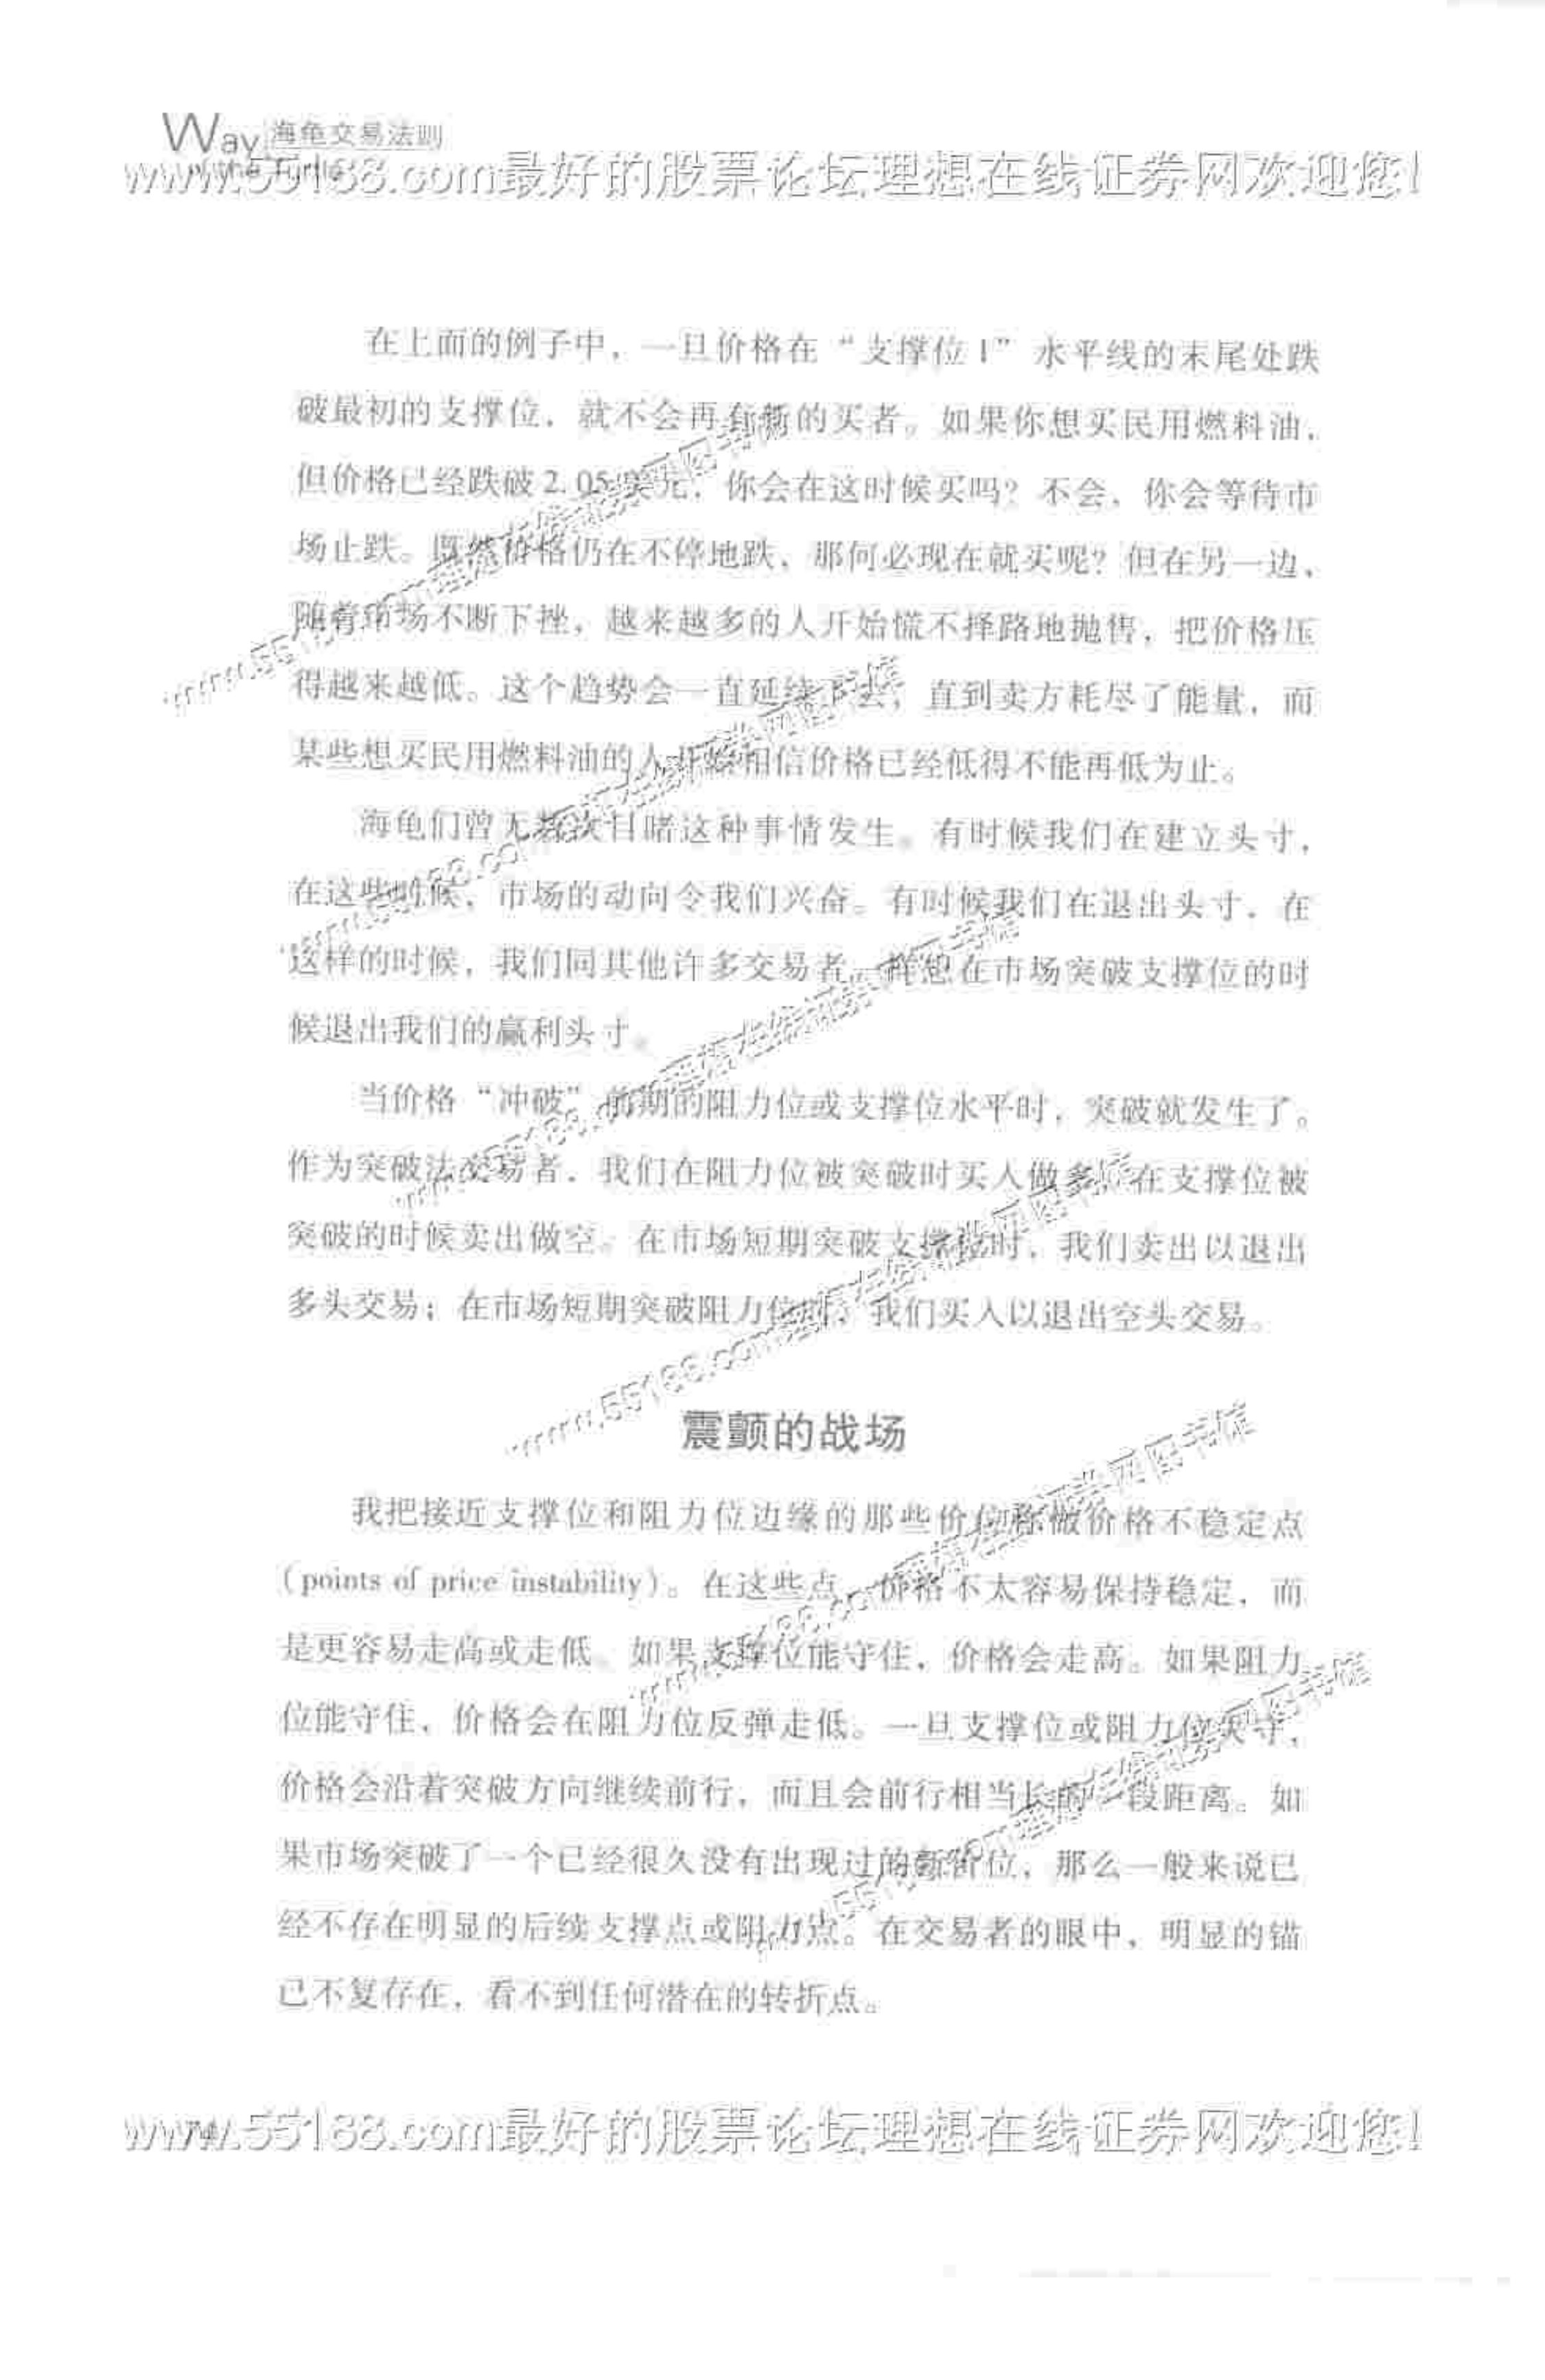 Way 海龟交易法则
of the Turtle
www.55188.com最好的股票论坛理想在线证券网欢迎您!
在上面的例子中，一旦价格在“支撑位1”水平线的末尾处跌
破最初的支撑位，就不会再有新的买者。如果你想买民用燃料油，
但价格已经跌破2.05美元，你会在这时候买吗？不会，你会等待市
场止跌。既然价格仍在不停地跌，那何必现在就买呢？但在另一边，
随着市场不断下挫，越来越多的人开始慌不择路地抛售，把价格压
得越来越低。这个趋势会一直延续下去，直到卖方耗尽了能量，而
某些想买民用燃料油的人开始相信价格已经低得不能再低为止。
海龟们曾无数次目睹这种事情发生。有时候我们在建立头寸，
在这些时候，市场的动向令我们兴奋。有时候我们在退出头寸，在
这样的时候，我们同其他许多交易者一样想在市场突破支撑位的时
候退出我们的赢利头寸。
当价格“冲破”前期的阻力位或支撑位水平时，突破就发生了。
作为突破法交易者，我们在阻力位被突破时买入做多，在支撑位被
突破的时候卖出做空。在市场短期突破支撑位时，我们卖出以退出
多头交易；在市场短期突破阻力位时，我们买入以退出空头交易。
震颤的战场
我把接近支撑位和阻力位边缘的那些价位称做价格不稳定点
（points of price instability）。在这些点，价格不太容易保持稳定，而
是更容易走高或走低。如果支撑位能守住，价格会走高。如果阻力
位能守住，价格会在阻力位反弹走低。一旦支撑位或阻力位失守，
价格会沿着突破方向继续前行，而且会前行相当长的一段距离。如
果市场突破了一个已经很久没有出现过的新价位，那么一般来说已
经不存在明显的后续支撑点或阻力点。在交易者的眼中，明显的锚
已不复存在，看不到任何潜在的转折点。
74
www.55188.com最好的股票论坛理想在线证券网欢迎您!